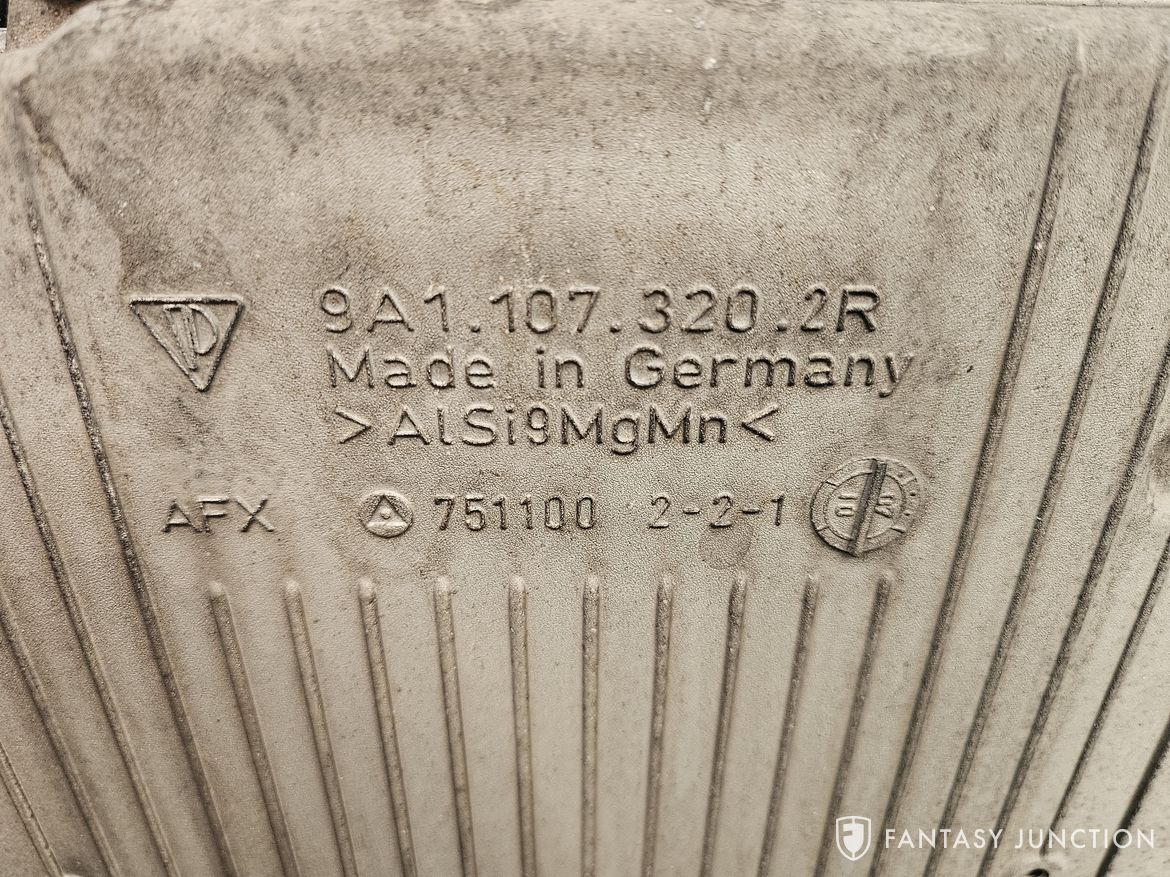 9A1.107.320.2R
Made in Germany
>AlSi9MgMn<
AFX 751100 2-2-1
FANTASY JUNCTION